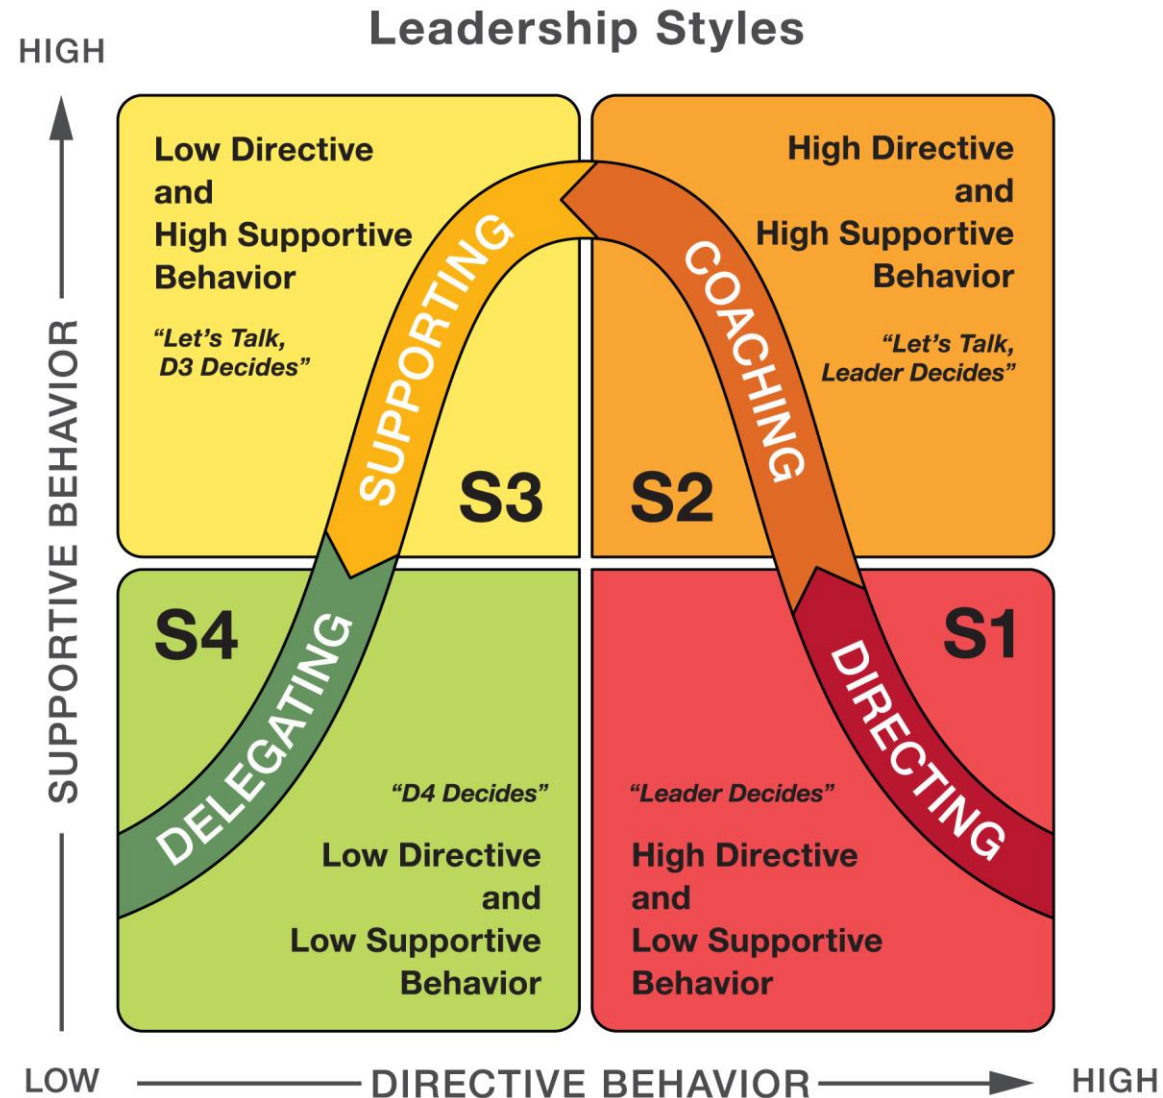 Leadership Styles
HIGH
SUPPORTIVE BEHAVIOR
Low Directive
and
High Supportive
Behavior
“Let’s Talk,
D3 Decides”
SUPPORTING
S3
High Directive
and
High Supportive
Behavior
“Let’s Talk,
Leader Decides”
COACHING
S2
S4
DELEGATING
“D4 Decides”
Low Directive
and
Low Supportive
Behavior
S1
DIRECTING
“Leader Decides”
High Directive
and
Low Supportive
Behavior
LOW
DIRECTIVE BEHAVIOR
HIGH